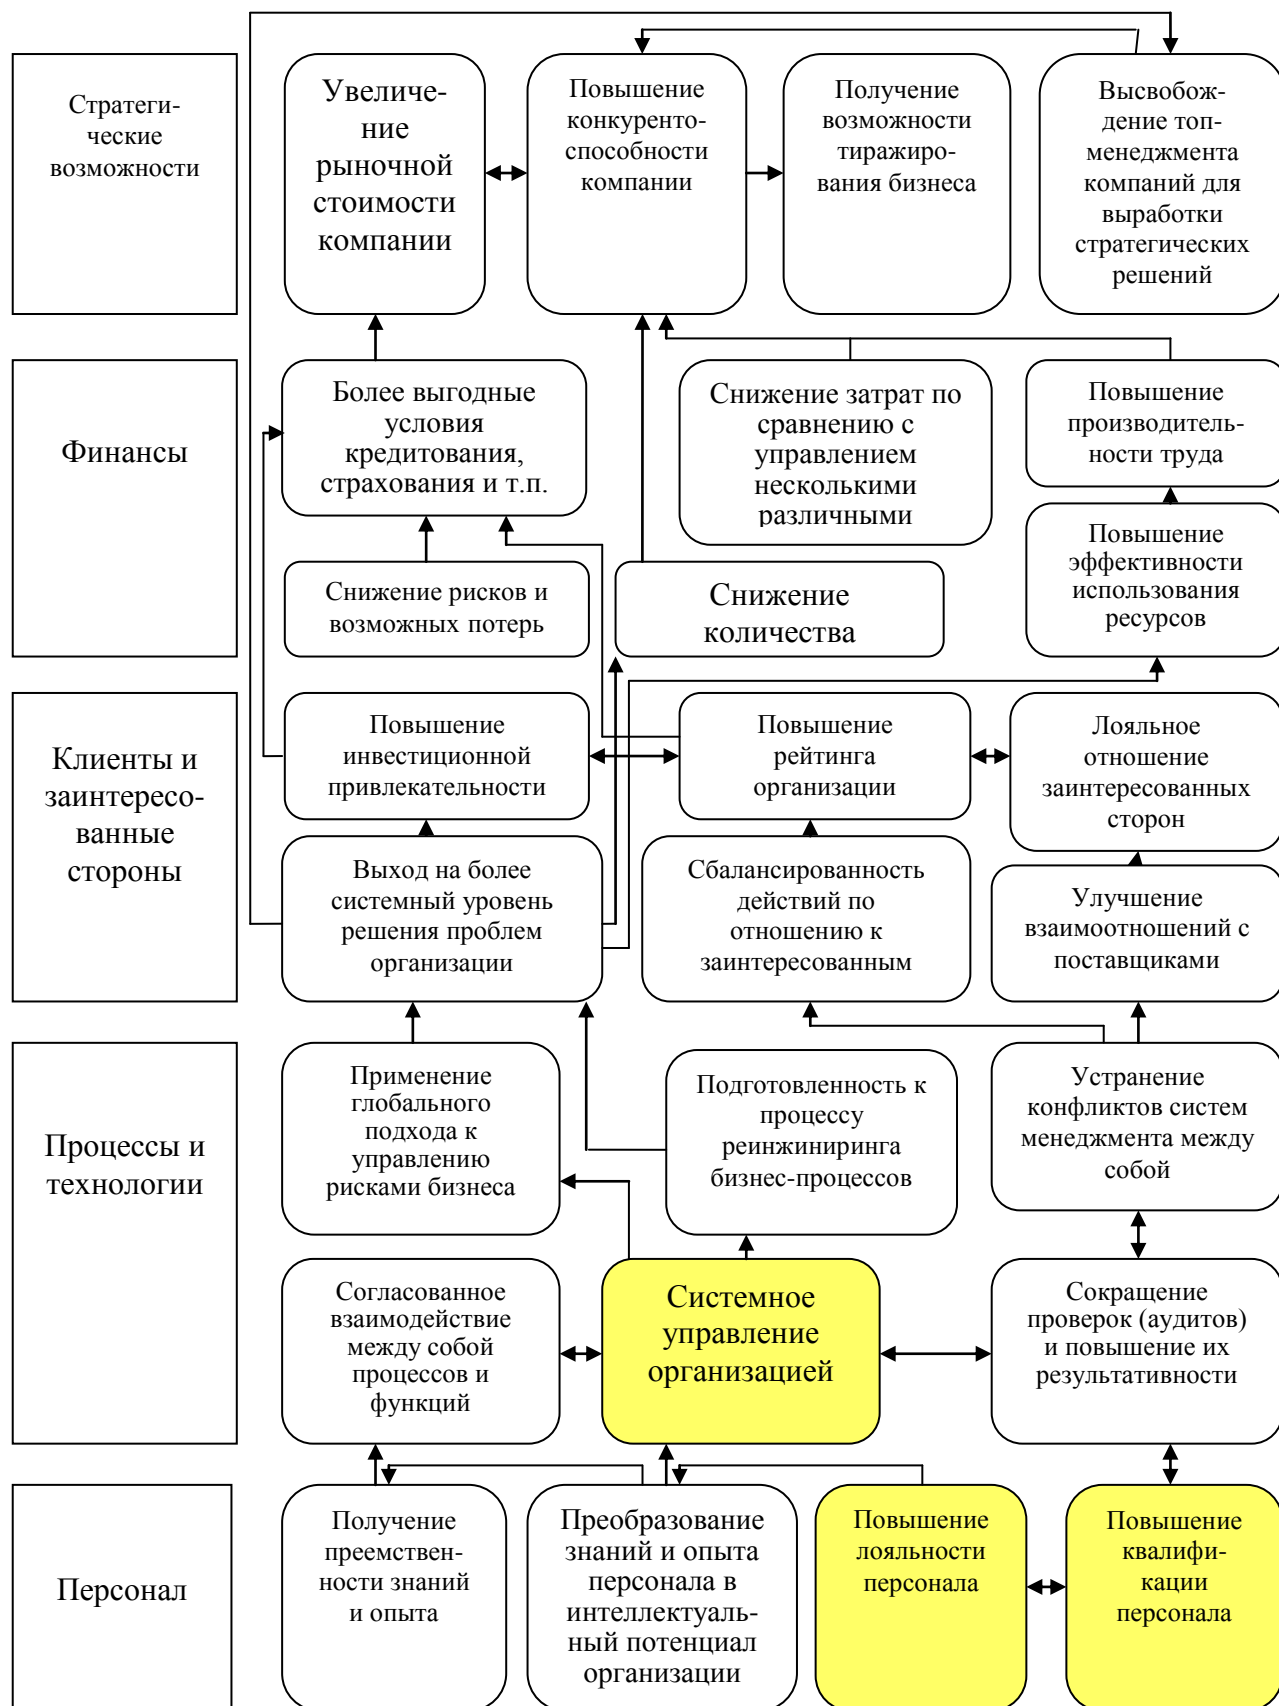 Стратеги-
ческие
возможности
Увеличе-
ние
рыночной
стоимости
компании
Повышение
конкуренто-
способности
компании
Получение
возможности
тиражиро-
вания бизнеса
Высвобож-
дение топ-
менеджмента
компаний для
выработки
стратегических
решений
Финансы
Более выгодные
условия
кредитования,
страхования и т.п.
Снижение затрат по
сравнению с
управлением
несколькими
различными
Повышение
производитель-
ности труда
Снижение рисков и
возможных потерь
Снижение
количества
Повышение
эффективности
использования
ресурсов
Клиенты и
заинтересо-
ванные
стороны
Повышение
инвестиционной
привлекательности
Повышение
рейтинга
организации
Лояльное
отношение
заинтересованных
сторон
Выход на более
системный уровень
решения проблем
организации
Сбалансированность
действий по
отношению к
заинтересованным
Улучшение
взаимоотношений с
поставщиками
Процессы и
технологии
Применение
глобального
подхода к
управлению
рисками бизнеса
Подготовленность к
процессу
реинжиниринга
бизнес-процессов
Устранение
конфликтов систем
менеджмента между
собой
Согласованное
взаимодействие
между собой
процессов и
функций
Системное
управление
организацией
Сокращение
проверок (аудитов)
и повышение их
результативности
Персонал
Получение
преемствен-
ности знаний
и опыта
Преобразование
знаний и опыта
персонала в
интеллектуаль-
ный потенциал
организации
Повышение
лояльности
персонала
Повышение
квалифи-
кации
персонала